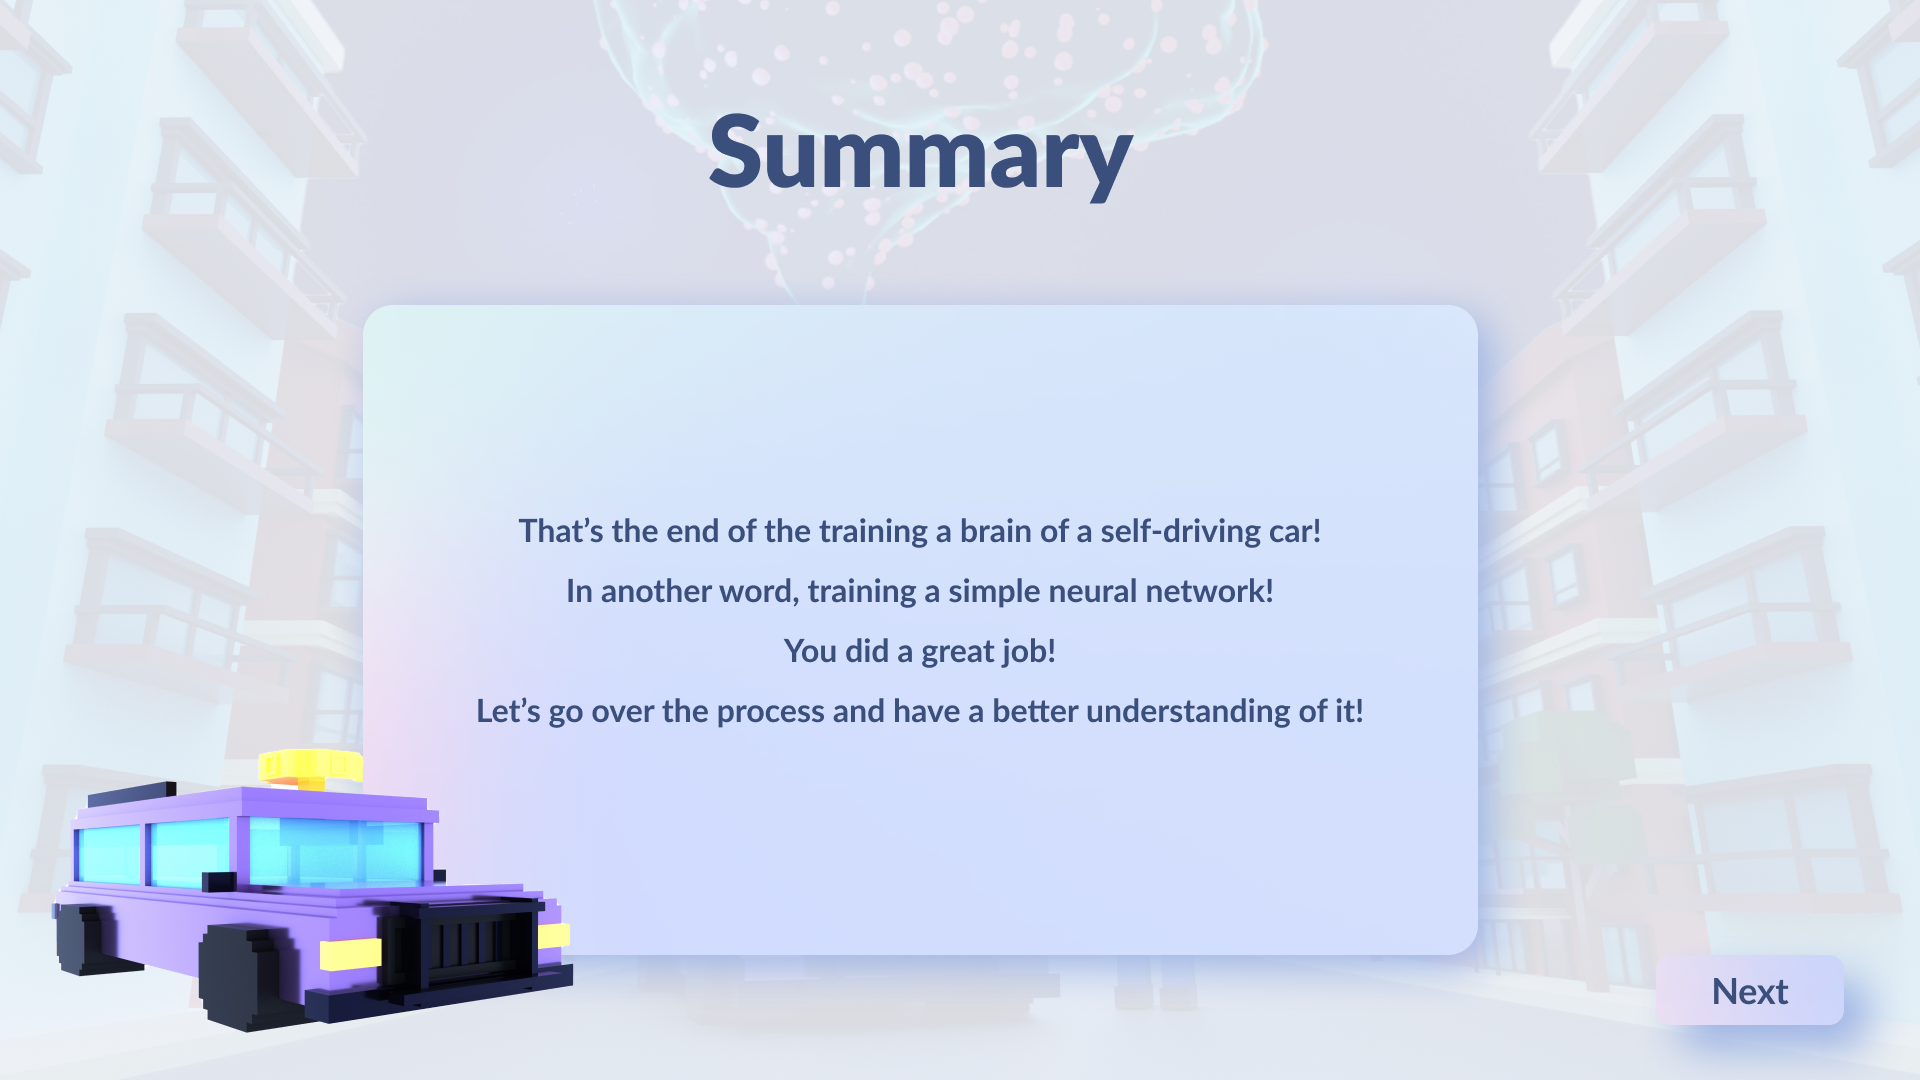 Summary
That’s the end of the training a brain of a self-driving car!
In another word, training a simple neural network!
You did a great job!
Let’s go over the process and have a better understanding of it!
Next